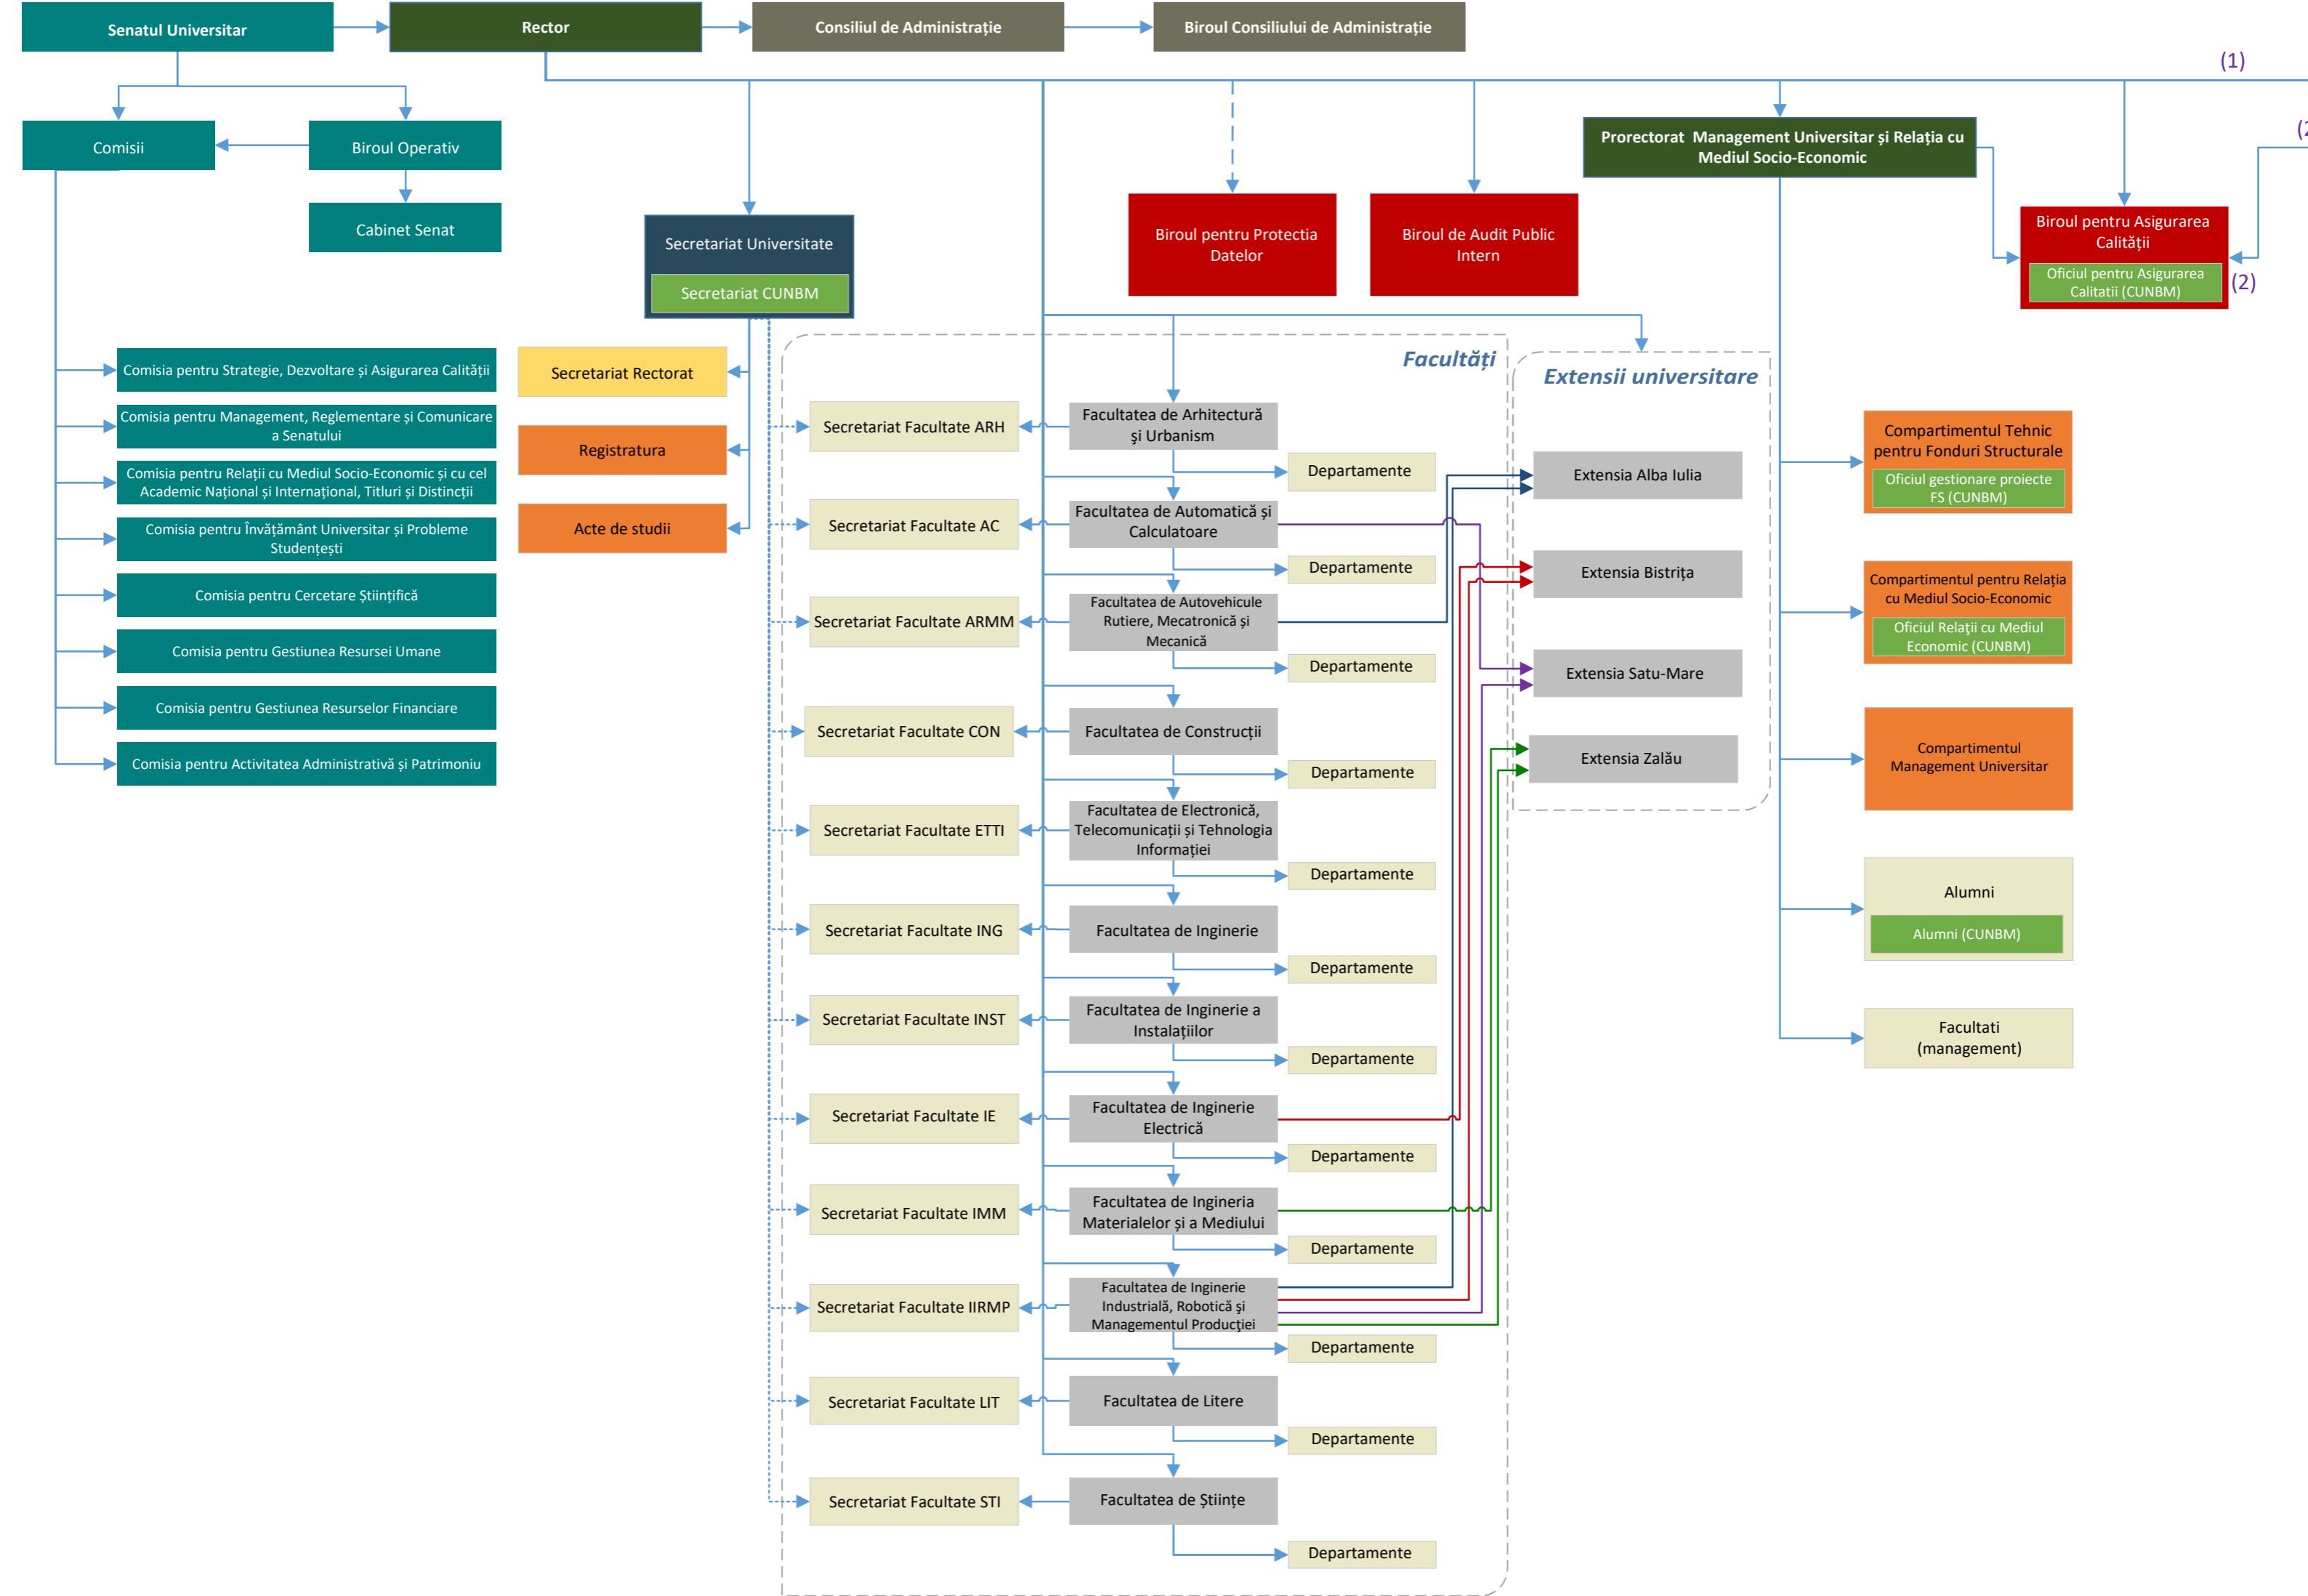 Senatul Universitar
Rector
Consiliul de Administrație
Biroul Consiliului de Administrație
(1)
Comisii
Biroul Operativ
Cabinet Senat
Prorectorat Management Universitar și Relația cu
Mediul Socio-Economic
Secretariat Universitate
Secretariat CUNBM
Biroul pentru Protectia
Datelor
Biroul de Audit Public
Intern
Biroul pentru Asigurarea
Calității
Oficiul pentru Asigurarea
Calitatii (CUNBM)
(2)
Comisia pentru Strategie, Dezvoltare și Asigurarea Calității
Comisia pentru Management, Reglementare și Comunicare
a Senatului
Comisia pentru Relații cu Mediul Socio-Economic și cu cel
Academic Național și Internațional, Titluri și Distincții
Comisia pentru Învățământ Universitar și Probleme
Studențești
Comisia pentru Cercetare Științifică
Comisia pentru Gestiunea Resursei Umane
Comisia pentru Gestiunea Resurselor Financiare
Comisia pentru Activitatea Administrativă și Patrimoniu
Secretariat Rectorat
Registratura
Acte de studii
Facultăți
Secretariat Facultate ARH
Facultatea de Arhitectură
şi Urbanism
Departamente
Secretariat Facultate AC
Facultatea de Automatică și
Calculatoare
Departamente
Secretariat Facultate ARMM
Facultatea de Autovehicule
Rutiere, Mecatronică și
Mecanică
Departamente
Secretariat Facultate CON
Facultatea de Construcții
Departamente
Secretariat Facultate ETTI
Facultatea de Electronică,
Telecomunicații și Tehnologia
Informației
Departamente
Secretariat Facultate ING
Facultatea de Inginerie
Departamente
Secretariat Facultate INST
Facultatea de Inginerie a
Instalațiilor
Departamente
Secretariat Facultate IE
Facultatea de Inginerie
Electrică
Departamente
Secretariat Facultate IMM
Facultatea de Ingineria
Materialelor și a Mediului
Departamente
Secretariat Facultate IIRMP
Facultatea de Inginerie
Industrială, Robotică şi
Managementul Producţiei
Departamente
Secretariat Facultate LIT
Facultatea de Litere
Departamente
Secretariat Facultate STI
Facultatea de Științe
Departamente
Extensii universitare
Extensia Alba Iulia
Extensia Bistrița
Extensia Satu-Mare
Extensia Zalău
Compartimentul Tehnic
pentru Fonduri Structurale
Oficiul gestionare proiecte
FS (CUNBM)
Compartimentul pentru Relația
cu Mediul Socio-Economic
Oficiul Relaţii cu Mediul
Economic (CUNBM)
Compartimentul
Management Universitar
Alumni
Alumni (CUNBM)
Facultati
(management)